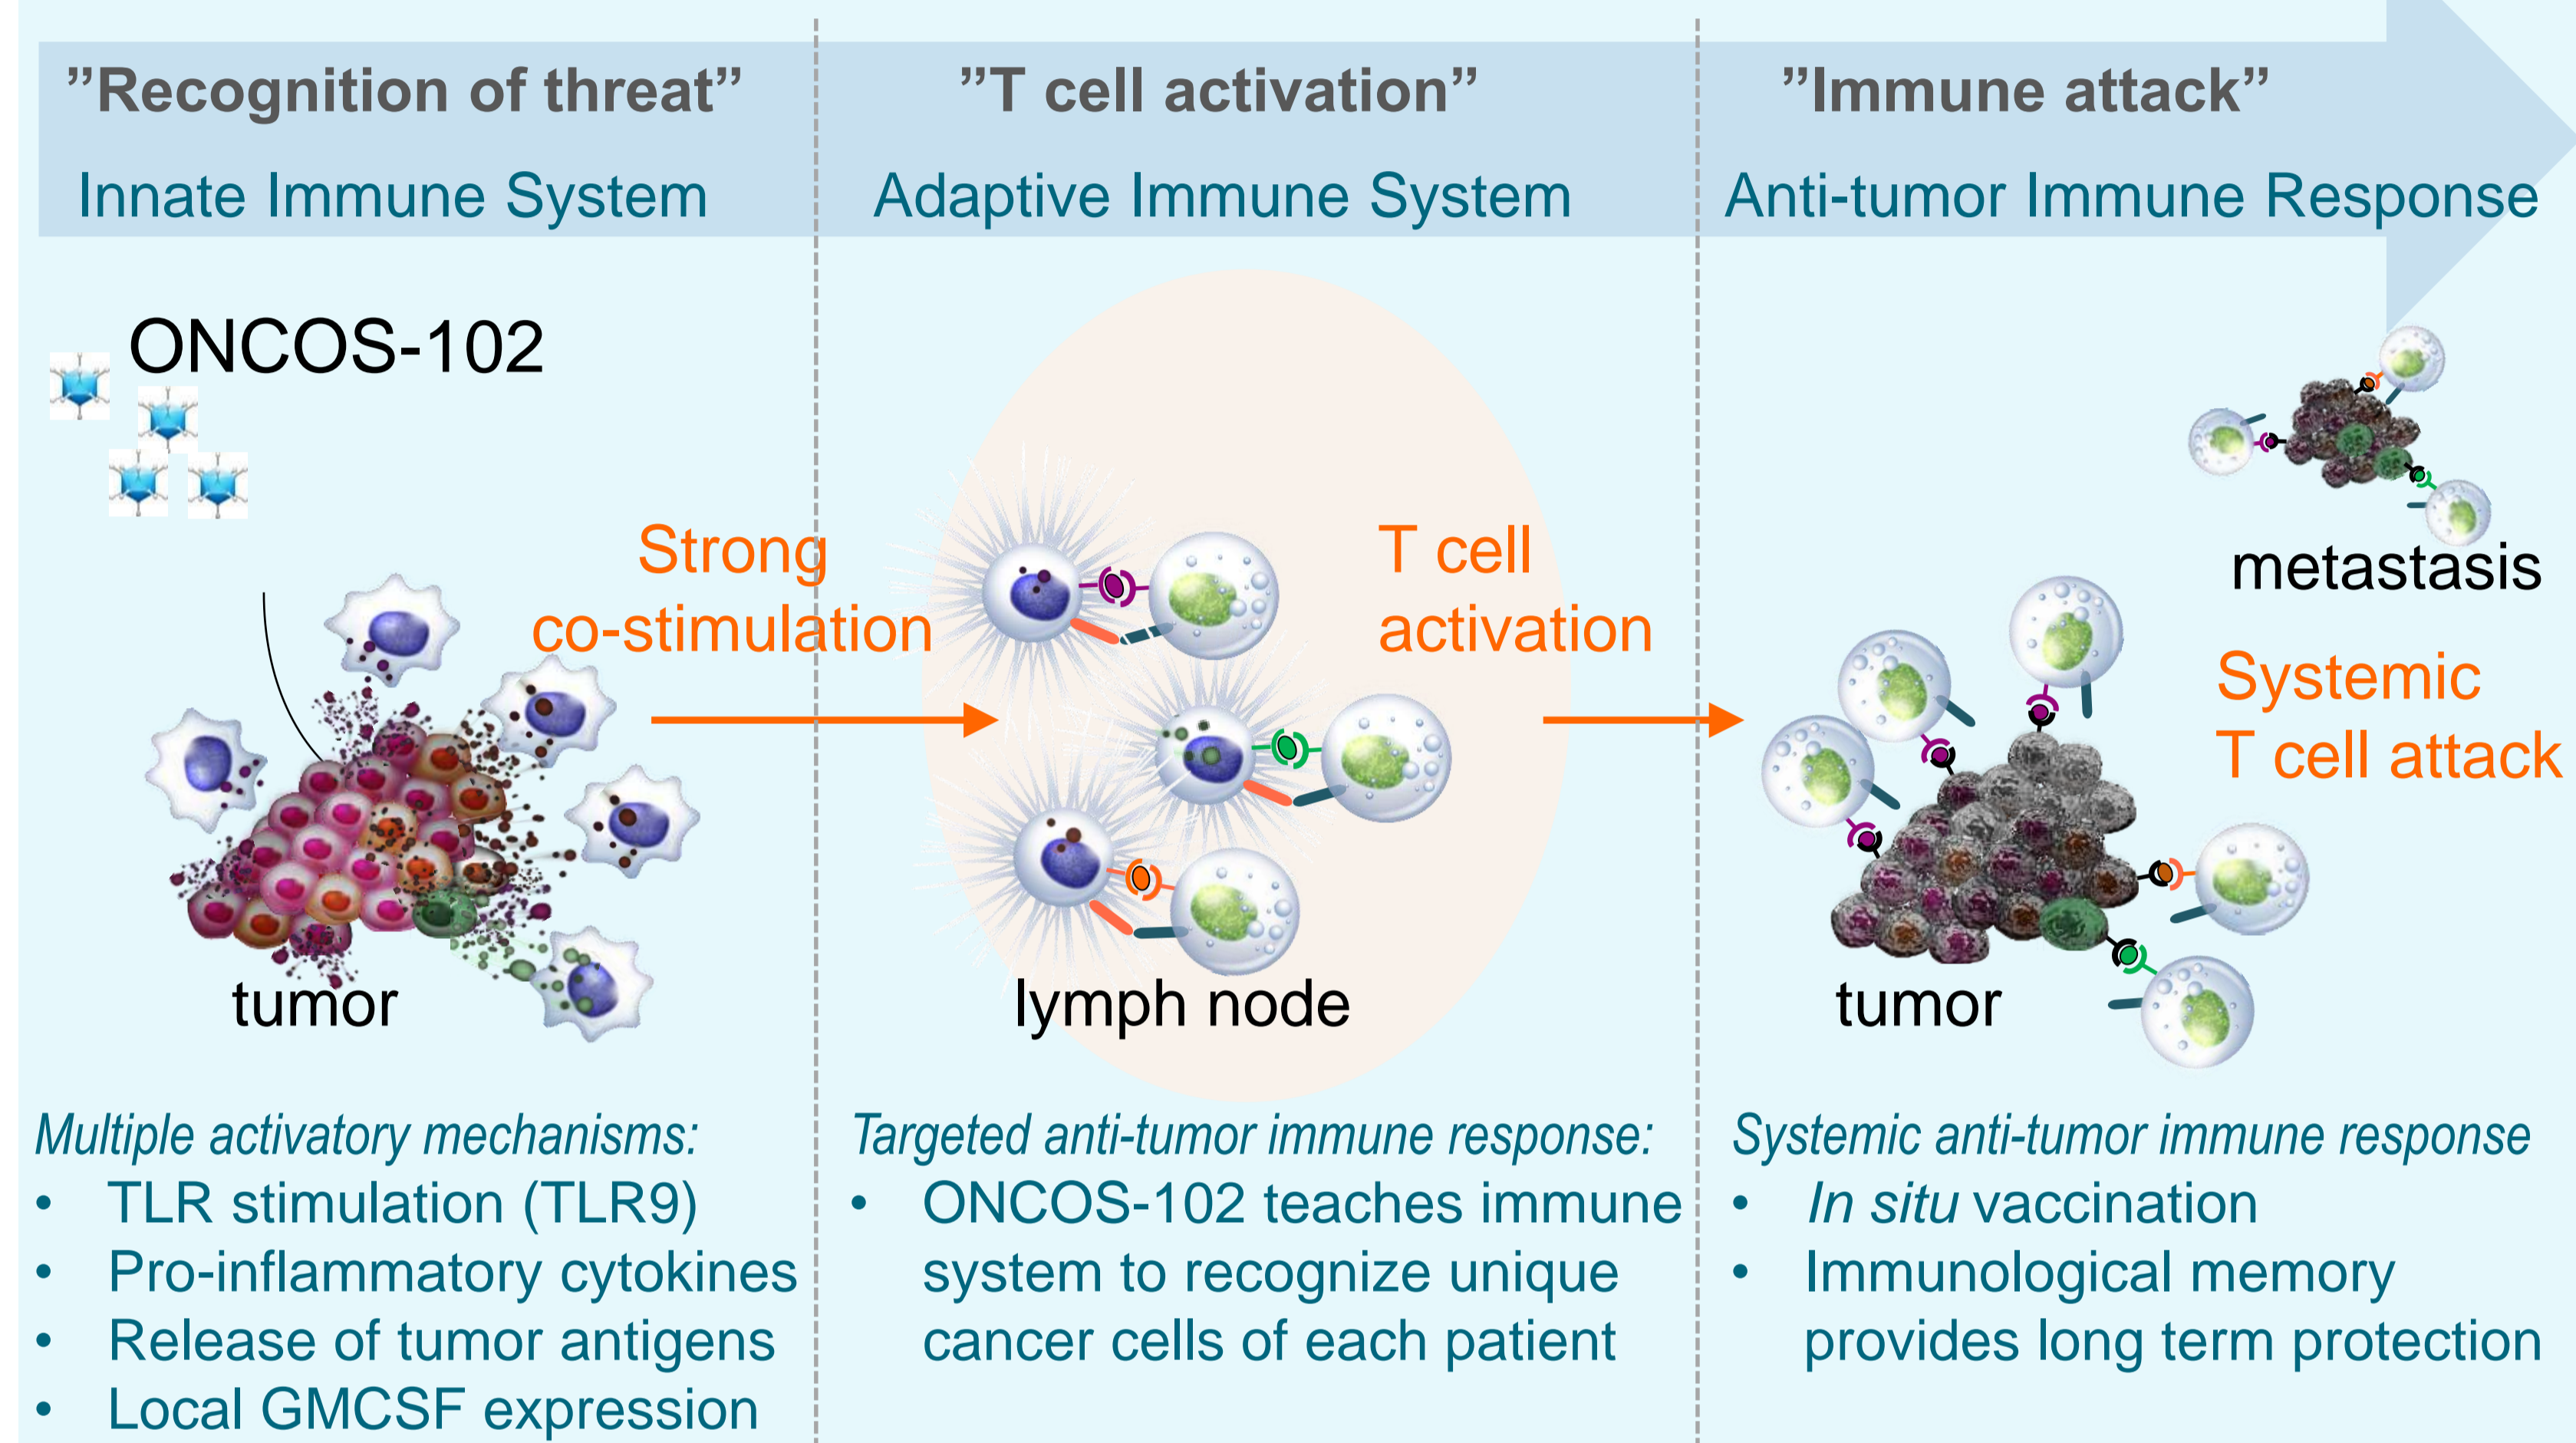 ”Recognition of threat”
Innate Immune System
ONCOS-102
tumor
Multiple activatory mechanisms:
• TLR stimulation (TLR9)
• Pro-inflammatory cytokines
• Release of tumor antigens
• Local GMCSF expression
Strong
co-stimulation
”T cell activation”
Adaptive Immune System
T cell
activation
lymph node
Targeted anti-tumor immune response:
• ONCOS-102 teaches immune
system to recognize unique
cancer cells of each patient
”Immune attack”
Anti-tumor Immune Response
metastasis
Systemic
T cell attack
tumor
Systemic anti-tumor immune response
• In situ vaccination
• Immunological memory
provides long term protection